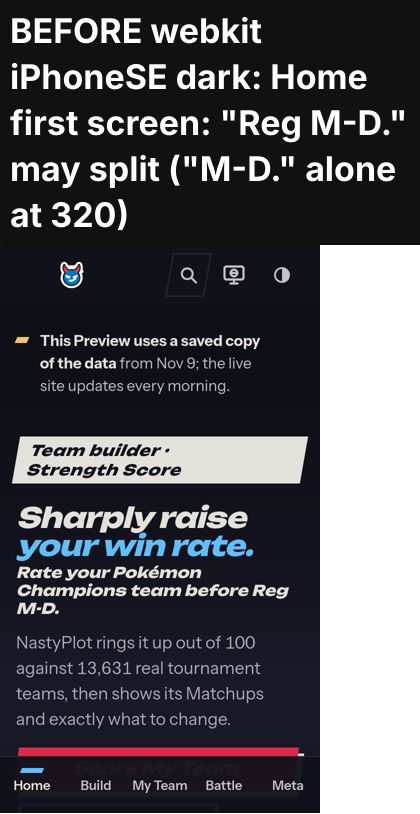 BEFORE webkit
iPhoneSE dark: Home
first screen: "Reg M-D."
may split ("M-D." alone
at 320)
This Preview uses a saved copy
of the data from Nov 9; the live
site updates every morning.
Team builder ·
Strength Score
Sharply raise
your win rate.
Rate your Pokémon
Champions team before Reg
M-D.
NastyPlot rings it up out of 100
against 13,631 real tournament
teams, then shows its Matchups
and exactly what to change.
Score My Team
Home Build My Team Battle Meta